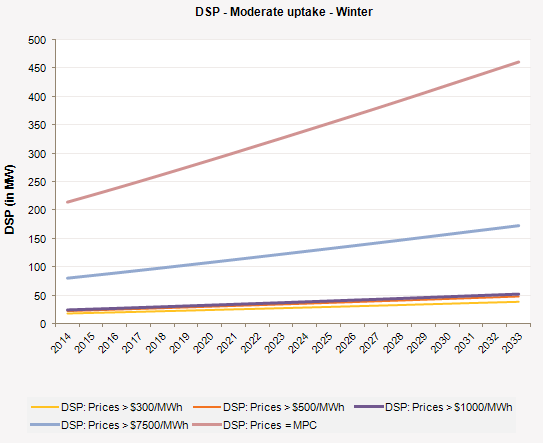 DSP - Moderate uptake - Winter
500
450
400
350
300
250
200
150
100
50
0
DSP (in MW)
2014 2015 2016 2017 2018 2019 2020 2021 2022 2023 2024 2025 2026 2027 2028 2029 2030 2031 2032 2033
DSP: Prices > $300/MWh DSP: Prices > $500/MWh DSP: Prices > $1000/MWh
DSP: Prices > $7500/MWh DSP: Prices = MPC